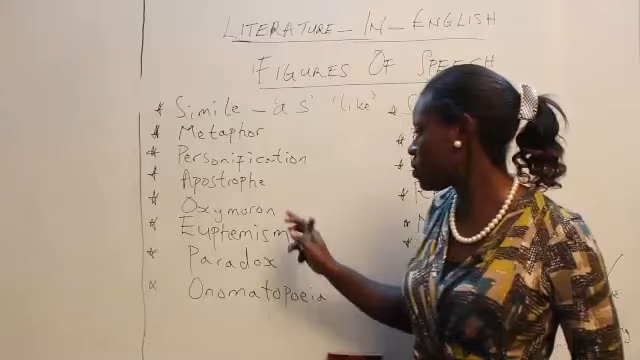 LITERATURE-IN-ENGLISH
FIGURES OF SPEECH
* Simile - 'as' 'like'
* Metaphor
* Personification
* Apostrophe
* Oxymoron
* Euphemism
* Paradox
* Onomatopoeia